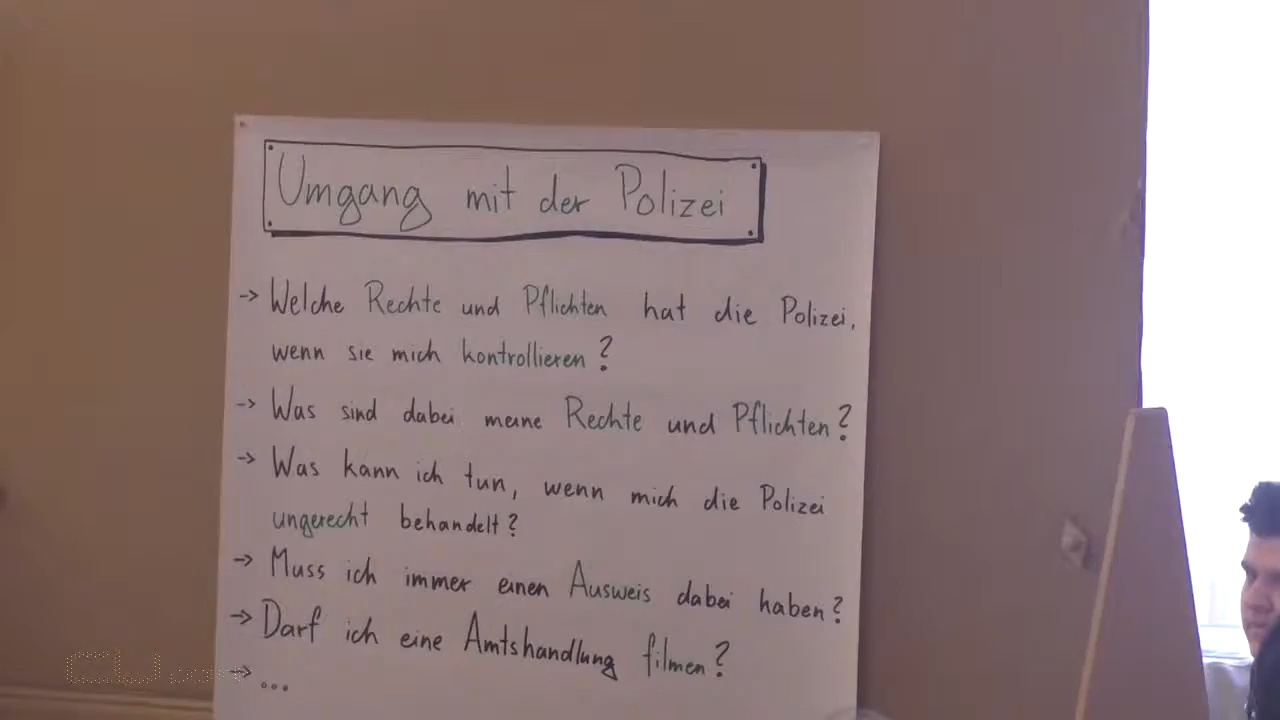 Umgang mit der Polizei
-> Welche Rechte und Pflichten hat die Polizei,
wenn sie mich kontrollieren?
-> Was sind dabei meine Rechte und Pflichten?
-> Was kann ich tun, wenn mich die Polizei
ungerecht behandelt?
-> Muss ich immer einen Ausweis dabei haben?
-> Darf ich eine Amtshandlung filmen?
-> ...